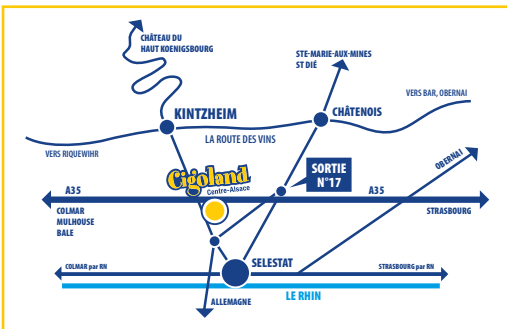 CHÂTEAU DU
HAUT KOENIGSBOURG
STE-MARIE-AUX-MINES
ST DIÉ
VERS BAR, OBERNAI
KINTZHEIM
CHÂTENOIS
LA ROUTE DES VINS
VERS RIQUEWIHR
OBERNAI
Cigoland
Centre-Alsace
SORTIE
N°17
A35
A35
COLMAR
MULHOUSE
BALE
STRASBOURG
SELESTAT
COLMAR par RN
STRASBOURG par RN
LE RHIN
ALLEMAGNE